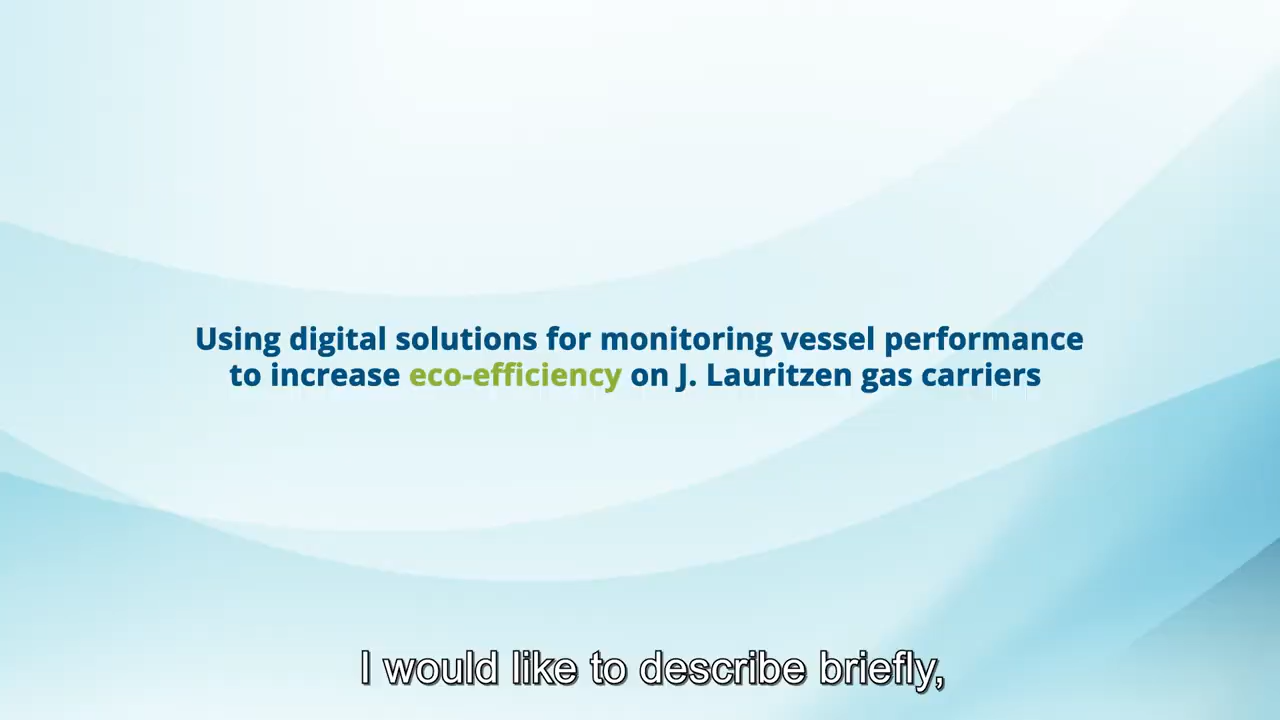 Using digital solutions for monitoring vessel performance
to increase eco-efficiency on J. Lauritzen gas carriers
I would like to describe briefly,